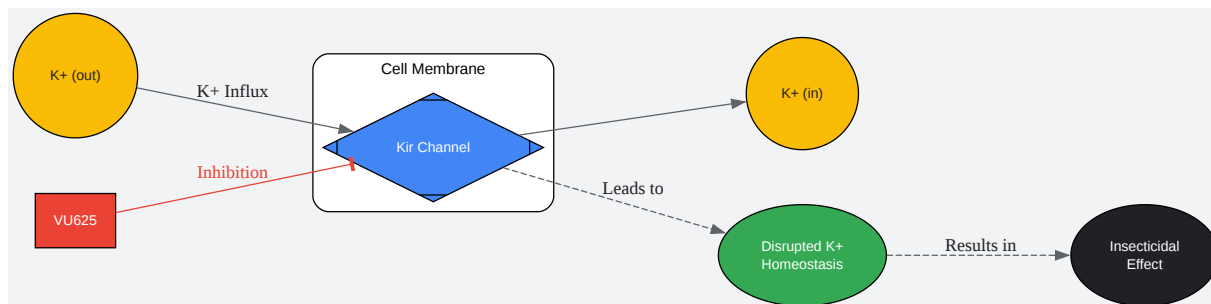 K+ (out)
K+ Influx
Cell Membrane
Kir Channel
K+ (in)
Inhibition
VU625
Leads to
Disrupted K+
Homeostasis
Results in
Insecticidal
Effect